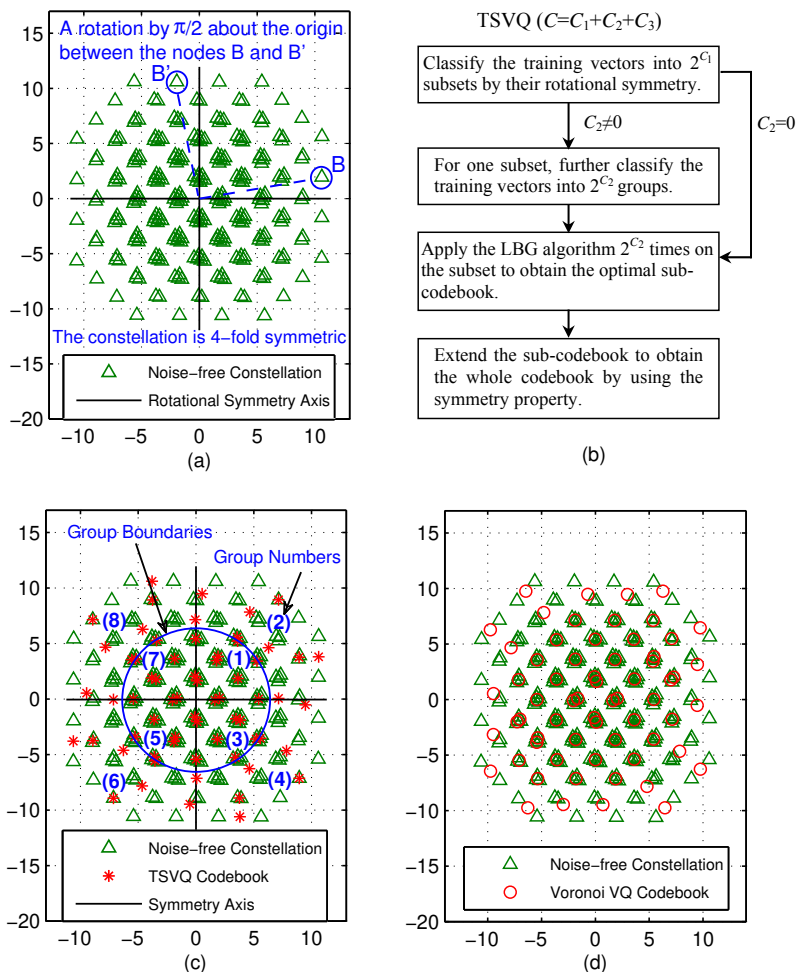 A rotation by π/2 about the origin
between the nodes B and B'
B'
B
The constellation is 4−fold symmetric
Noise−free Constellation
Rotational Symmetry Axis
15
10
5
0
−5
−10
−15
−20
−10 −5 0 5 10
(a)
TSVQ (C=C1+C2+C3)
Classify the training vectors into 2^C1
subsets by their rotational symmetry.
C2≠0
C2=0
For one subset, further classify the
training vectors into 2^C2 groups.
Apply the LBG algorithm 2^C2 times on
the subset to obtain the optimal sub-
codebook.
Extend the sub-codebook to obtain
the whole codebook by using the
symmetry property.
(b)
Group Boundaries
Group Numbers
(8)
(2)
(7)
(1)
(5)
(3)
(6)
(4)
Noise−free Constellation
TSVQ Codebook
Symmetry Axis
15
10
5
0
−5
−10
−15
−20
−10 −5 0 5 10
(c)
15
10
5
0
−5
−10
−15
−20
Noise−free Constellation
Voronoi VQ Codebook
−10 −5 0 5 10
(d)